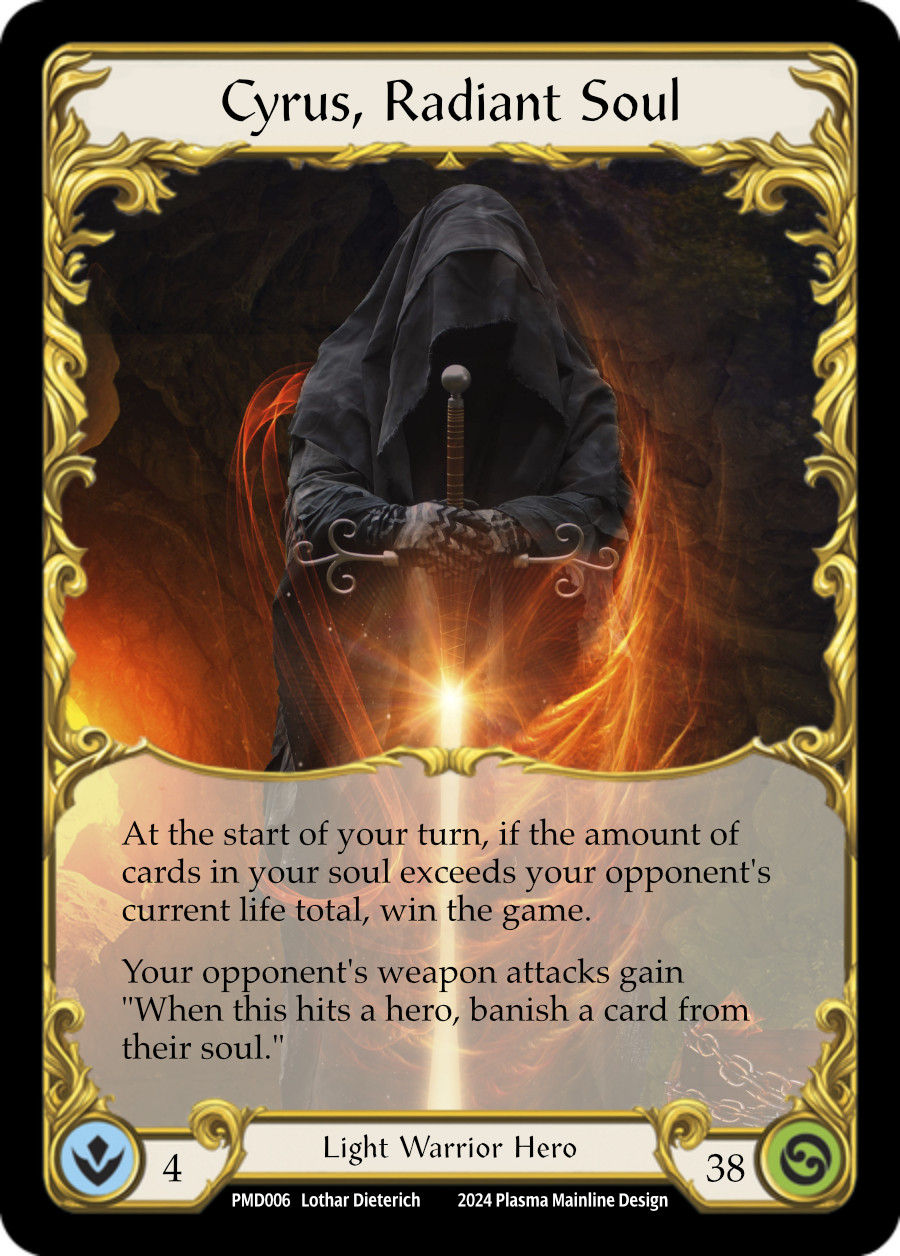 Cyrus, Radiant Soul
At the start of your turn, if the amount of
cards in your soul exceeds your opponent's
current life total, win the game.
Your opponent's weapon attacks gain
"When this hits a hero, banish a card from
their soul."
4
Light Warrior Hero
38
PMD006 Lothar Dieterich 2024 Plasma Mainline Design